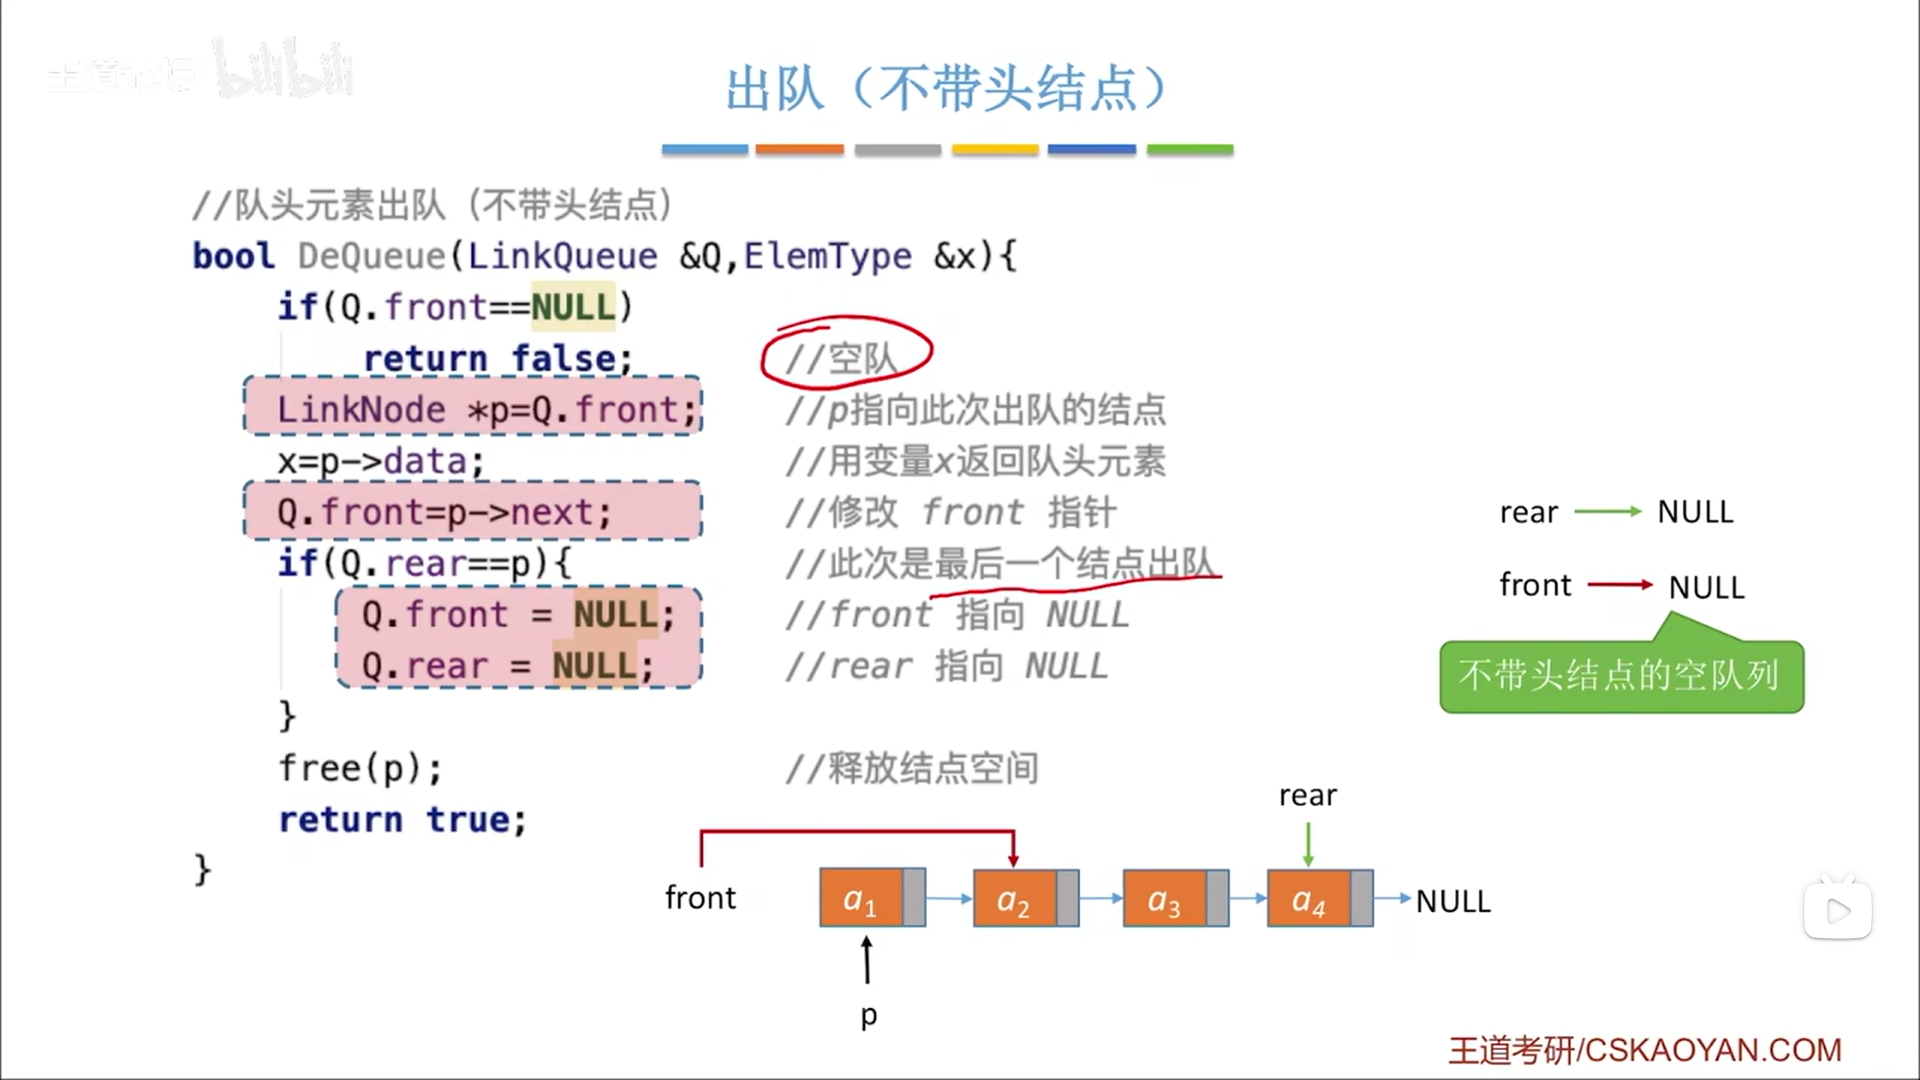 王道论坛 bilibili
出队（不带头结点）
//队头元素出队（不带头结点）
bool DeQueue(LinkQueue &Q,ElemType &x){
if(Q.front==NULL)
return false; //空队
LinkNode *p=Q.front; //p指向此次出队的结点
x=p->data; //用变量x返回队头元素
Q.front=p->next; //修改 front 指针
if(Q.rear==p){ //此次是最后一个结点出队
Q.front = NULL; //front 指向 NULL
Q.rear = NULL; //rear 指向 NULL
}
free(p); //释放结点空间
return true;
}
rear NULL
front NULL
不带头结点的空队列
rear
front a1 a2 a3 a4 NULL
p
王道考研/CSKAOYAN.COM